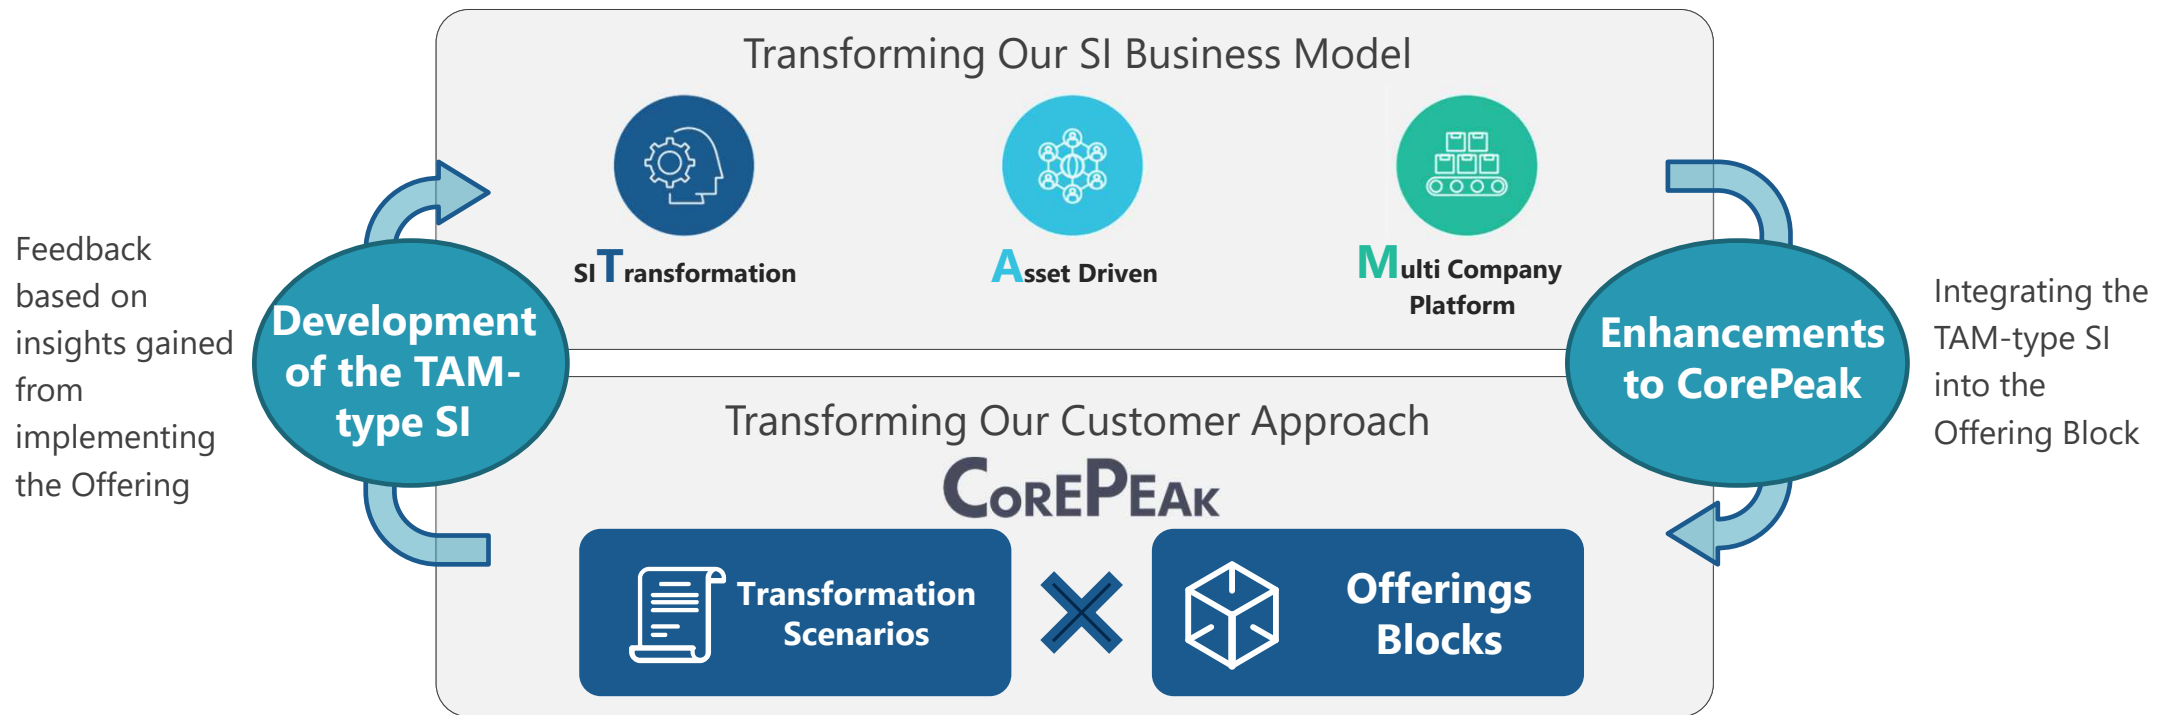 Transforming Our SI Business Model
SI Transformation
Asset Driven
Multi Company
Platform
Feedback
based on
insights gained
from
implementing
the Offering
Development
of the TAM-
type SI
Enhancements
to CorePeak
Integrating the
TAM-type SI
into the
Offering Block
Transforming Our Customer Approach
COREPEAK
Transformation
Scenarios
Offerings
Blocks